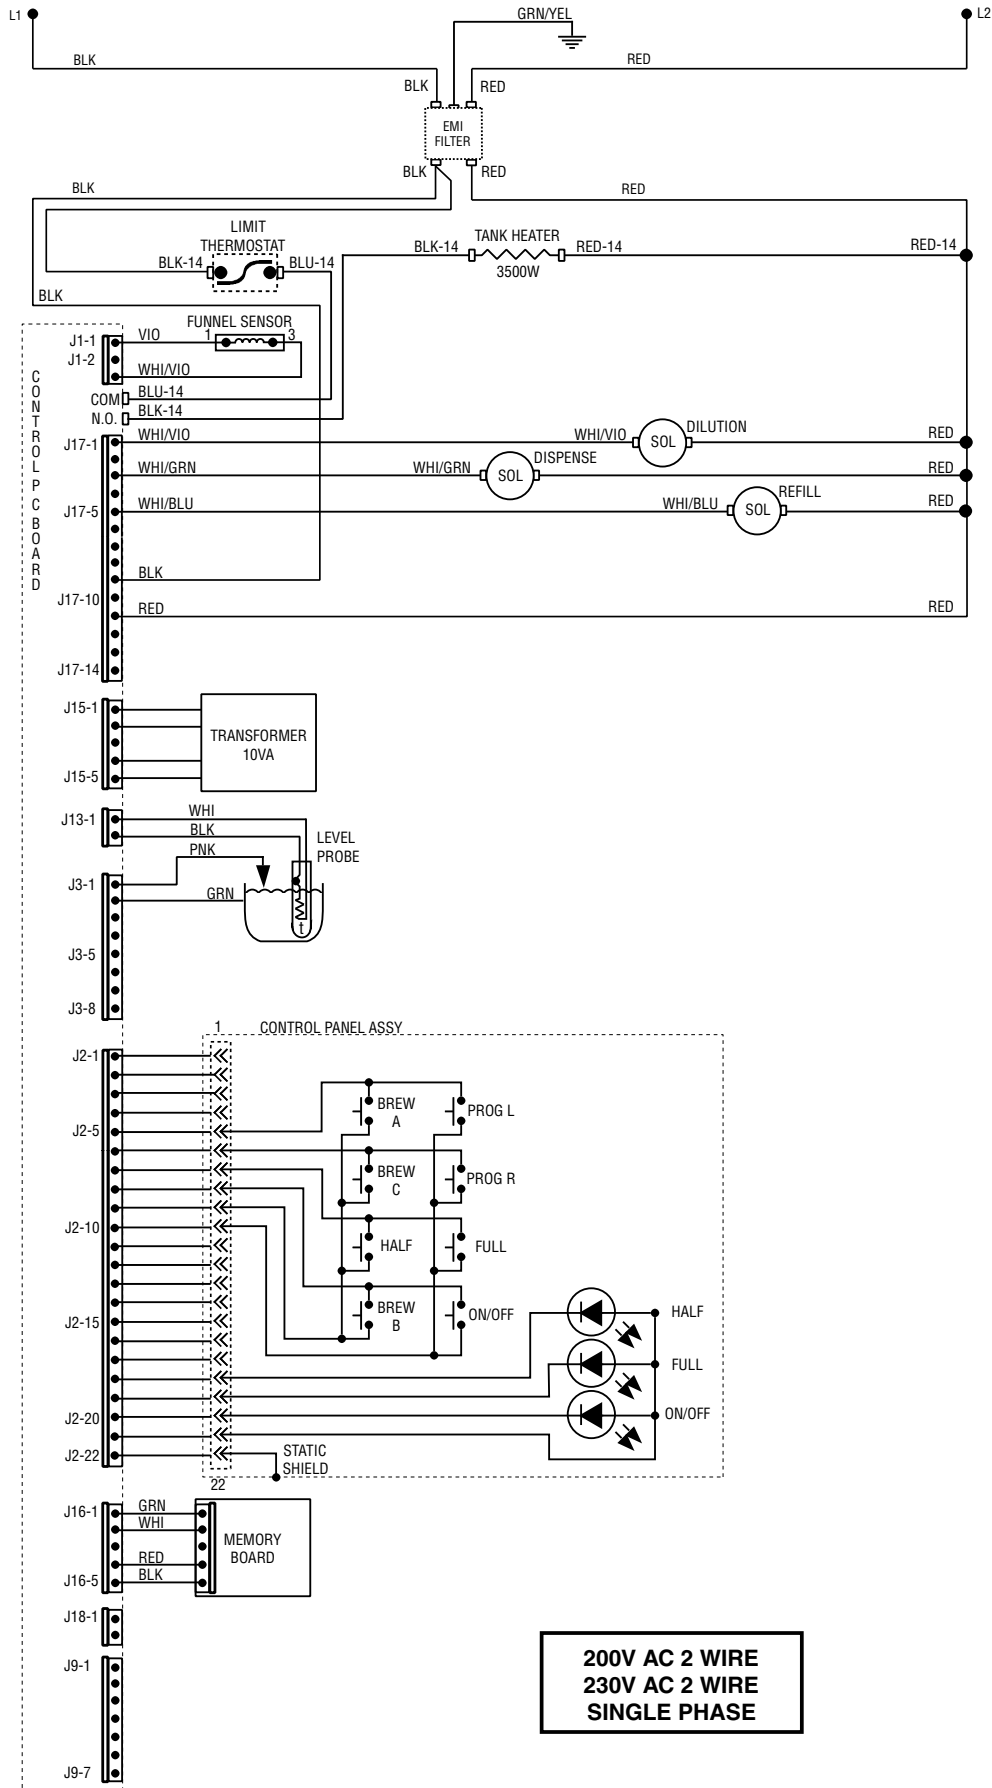 L1
GRN/YEL
L2
BLK
RED
BLK
RED
EMI
FILTER
BLK
RED
BLK
RED
LIMIT
THERMOSTAT
BLK-14
BLU-14
BLK-14
TANK HEATER
3500W
RED-14
RED-14
BLK
FUNNEL SENSOR
J1-1
VIO
1
3
J1-2
WHI/VIO
COM
BLU-14
N.O.
BLK-14
CONTROL PC BOARD
J17-1
WHI/VIO
WHI/VIO
SOL
DILUTION
RED
WHI/GRN
WHI/GRN
SOL
DISPENSE
RED
J17-5
WHI/BLU
WHI/BLU
SOL
REFILL
RED
BLK
J17-10
RED
RED
J17-14
J15-1
TRANSFORMER
10VA
J15-5
J13-1
WHI
BLK
LEVEL
PROBE
PNK
J3-1
GRN
t
J3-5
J3-8
1
CONTROL PANEL ASSY
J2-1
BREW
A
PROG L
J2-5
BREW
C
PROG R
J2-10
HALF
FULL
BREW
B
ON/OFF
HALF
J2-15
FULL
J2-20
ON/OFF
J2-22
STATIC
SHIELD
22
J16-1
GRN
WHI
MEMORY
BOARD
RED
J16-5
BLK
J18-1
J9-1
J9-7
200V AC 2 WIRE
230V AC 2 WIRE
SINGLE PHASE